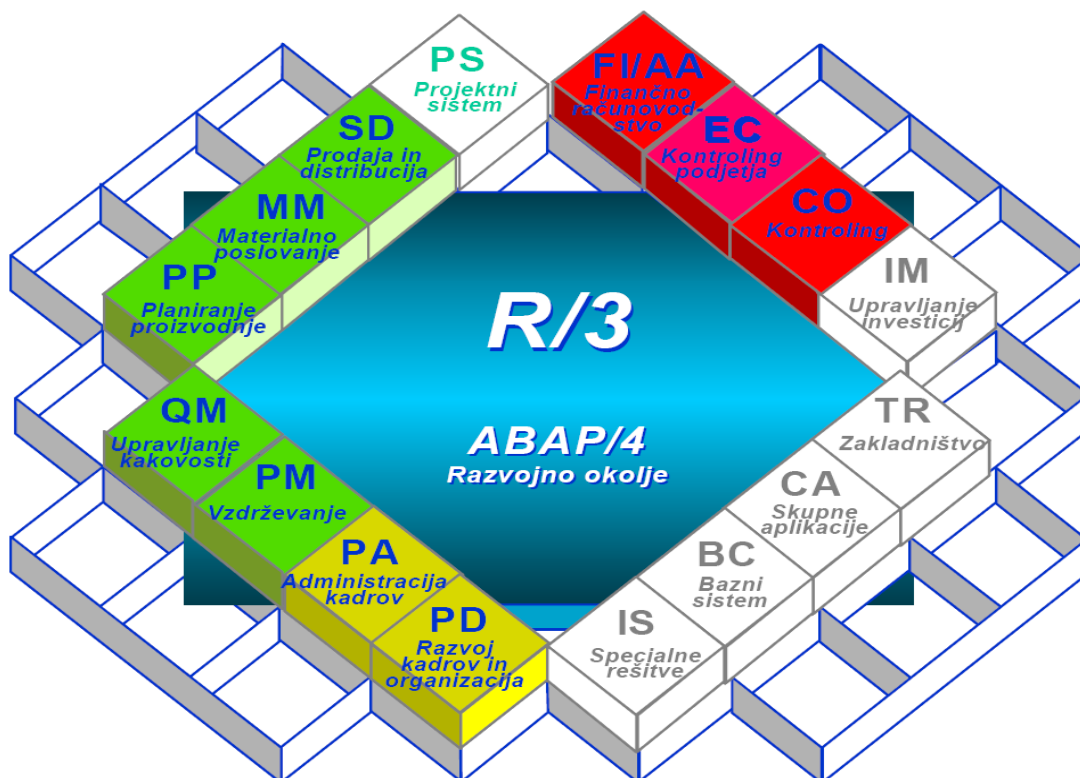 PS
Projektni
sistem
SD
Prodaja in
distribucija
MM
Materialno
poslovanje
PP
Planiranje
proizvodnje
QM
Upravljanje
kakovosti
PM
Vzdrževanje
PA
Administracija
kadrov
PD
Razvoj
kadrov in
organizacija
FI/AA
Finančno
računovod-
stvo
EC
Kontroling
podjetja
CO
Kontroling
IM
Upravljanje
investicij
TR
Zakladništvo
CA
Skupne
aplikacije
BC
Bazni
sistem
IS
Specialne
rešitve
R/3
ABAP/4
Razvojno okolje